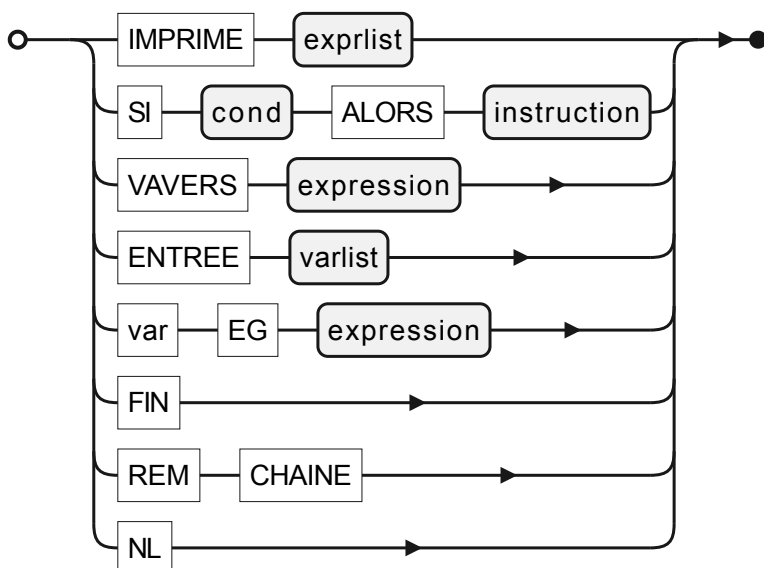 IMPRIME exprlist
SI cond ALORS instruction
VAVERS expression
ENTREE varlist
var EG expression
FIN
REM CHAINE
NL